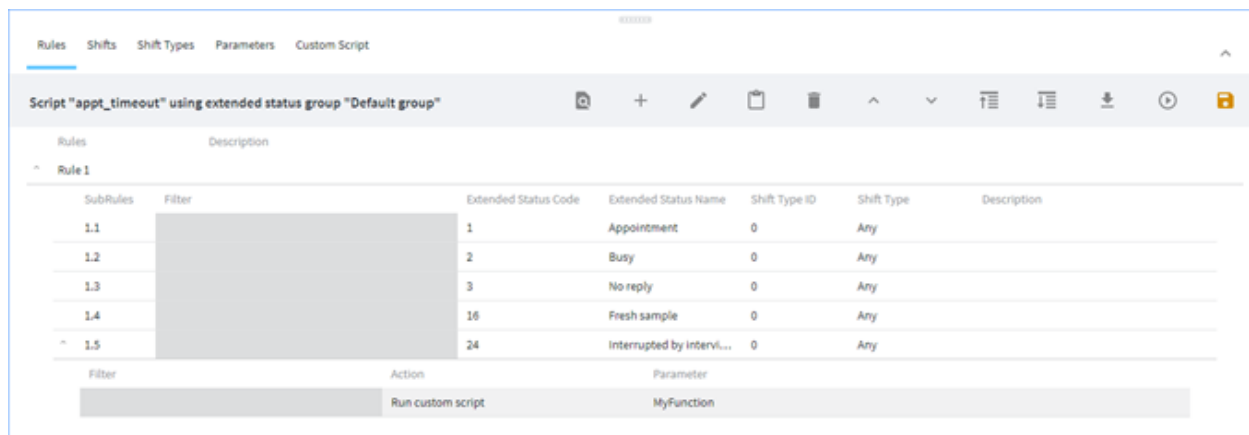 Rules Shifts Shift Types Parameters Custom Script
Script "appt_timeout" using extended status group "Default group"
Rules Description
Rule 1
SubRules Filter Extended Status Code Extended Status Name Shift Type ID Shift Type Description
1.1 1 Appointment 0 Any
1.2 2 Busy 0 Any
1.3 3 No reply 0 Any
1.4 16 Fresh sample 0 Any
1.5 24 Interrupted by intervi... 0 Any
Filter Action Parameter
Run custom script MyFunction